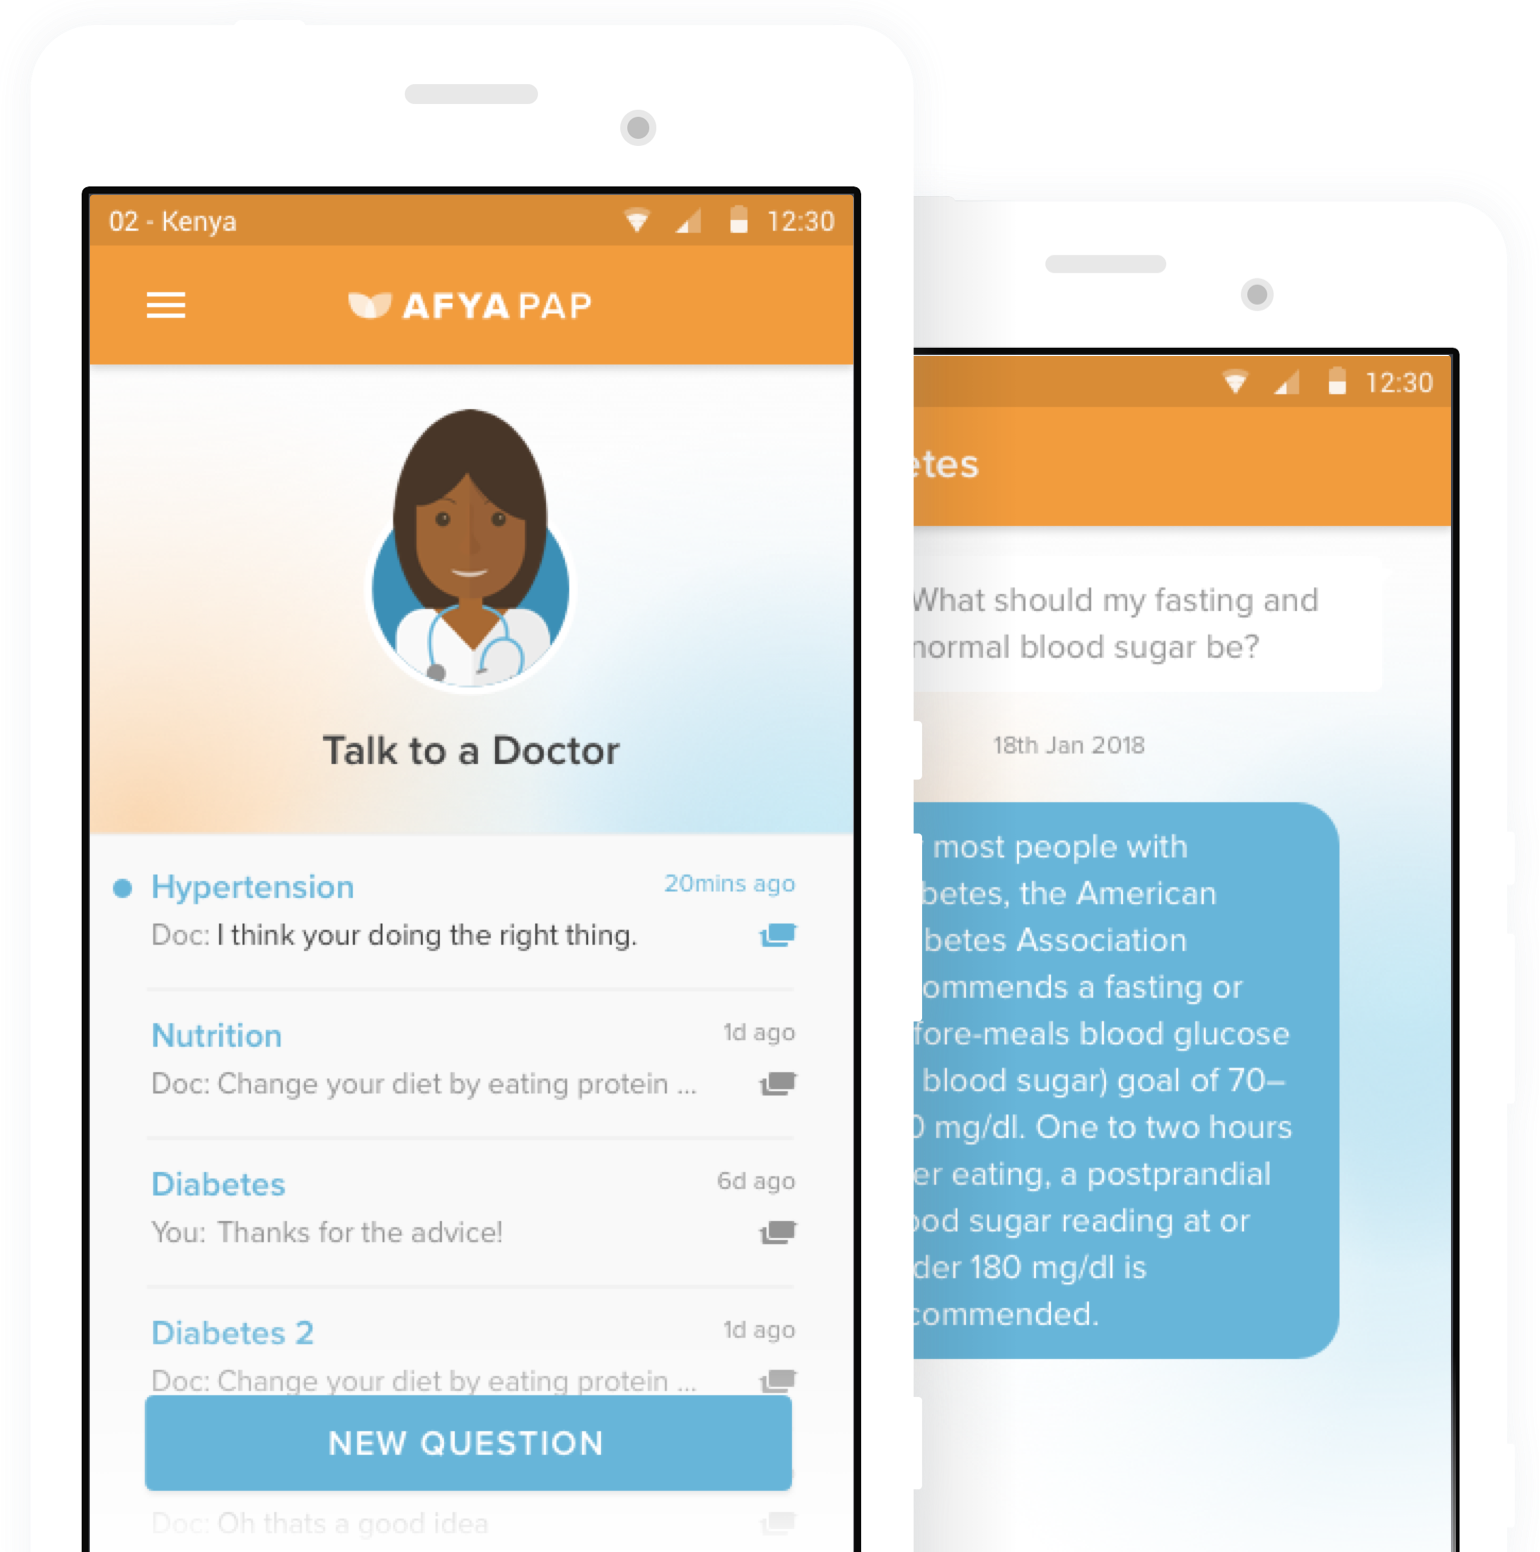 02 - Kenya 12:30
AFYA PAP
Talk to a Doctor
Hypertension 20mins ago
Doc: I think your doing the right thing.
Nutrition 1d ago
Doc: Change your diet by eating protein ...
Diabetes 6d ago
You: Thanks for the advice!
Diabetes 2 1d ago
Doc: Change your diet by eating protein ...
NEW QUESTION
Doc: Oh thats a good idea
12:30
etes
What should my fasting and
normal blood sugar be?
18th Jan 2018
most people with
betes, the American
betes Association
ommends a fasting or
fore-meals blood glucose
blood sugar) goal of 70–
0 mg/dl. One to two hours
er eating, a postprandial
ood sugar reading at or
der 180 mg/dl is
commended.